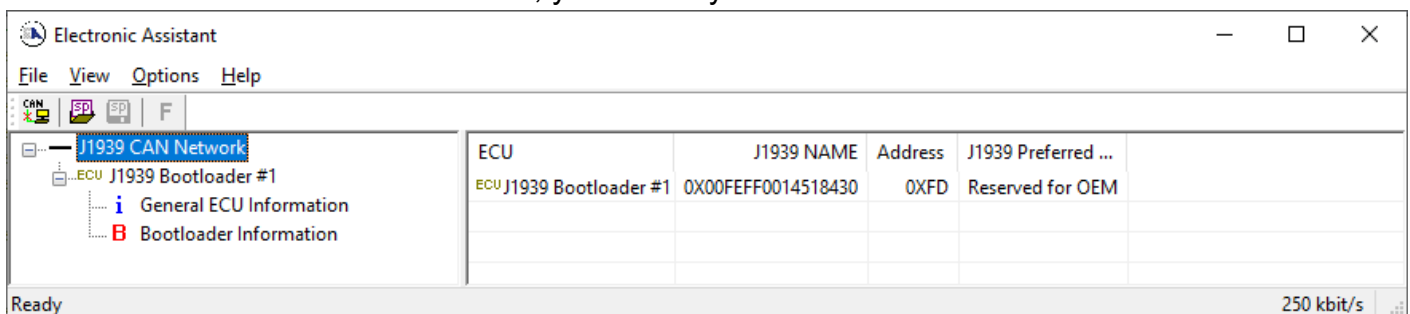 Electronic Assistant
File View Options Help
CAN SP SP F
J1939 CAN Network
ECU J1939 Bootloader #1
i General ECU Information
B Bootloader Information
ECU J1939 NAME Address J1939 Preferred ...
ECU J1939 Bootloader #1 0X00FEFF0014518430 0XFD Reserved for OEM
Ready 250 kbit/s